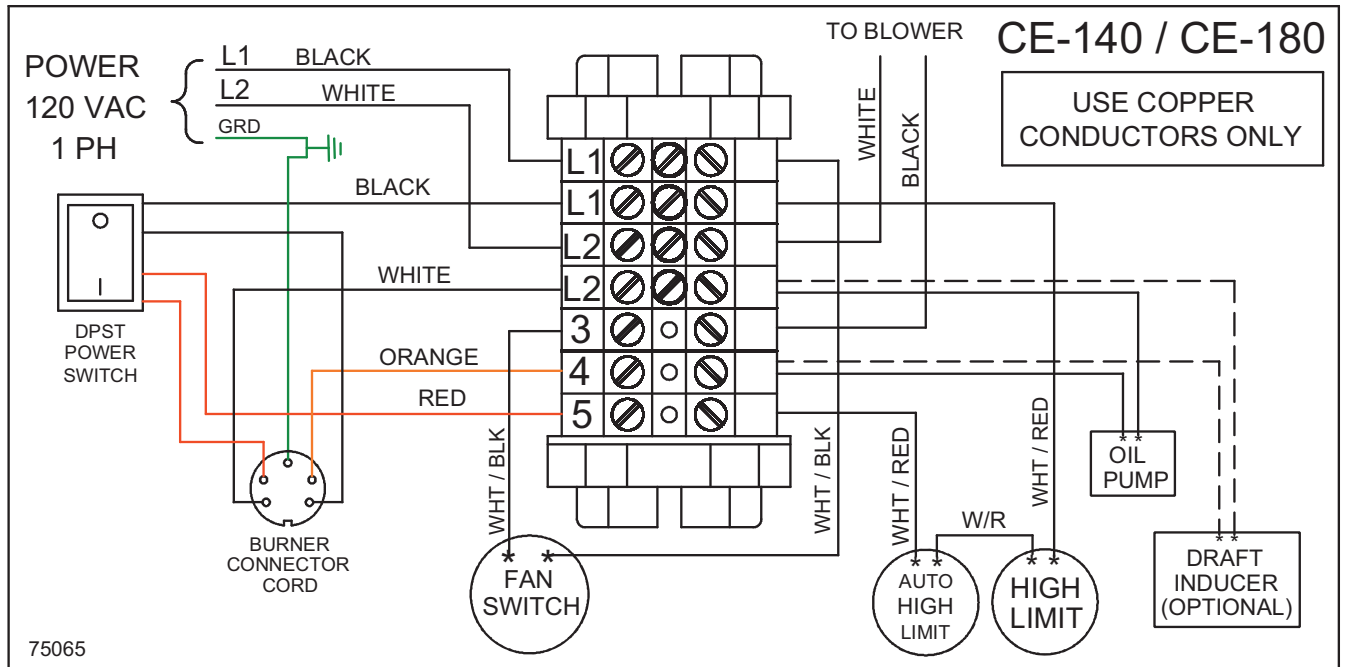 CE-140 / CE-180
USE COPPER
CONDUCTORS ONLY
TO BLOWER
WHITE
BLACK
POWER
120 VAC
1 PH
L1
BLACK
L2
WHITE
GRD
BLACK
WHITE
ORANGE
RED
DPST
POWER
SWITCH
BURNER
CONNECTOR
CORD
L1
L1
L2
L2
3
4
5
WHT / BLK
WHT / BLK
WHT / RED
WHT / RED
W/R
* *
FAN
SWITCH
* *
AUTO
HIGH
LIMIT
* *
HIGH
LIMIT
* *
OIL
PUMP
* *
DRAFT
INDUCER
(OPTIONAL)
75065